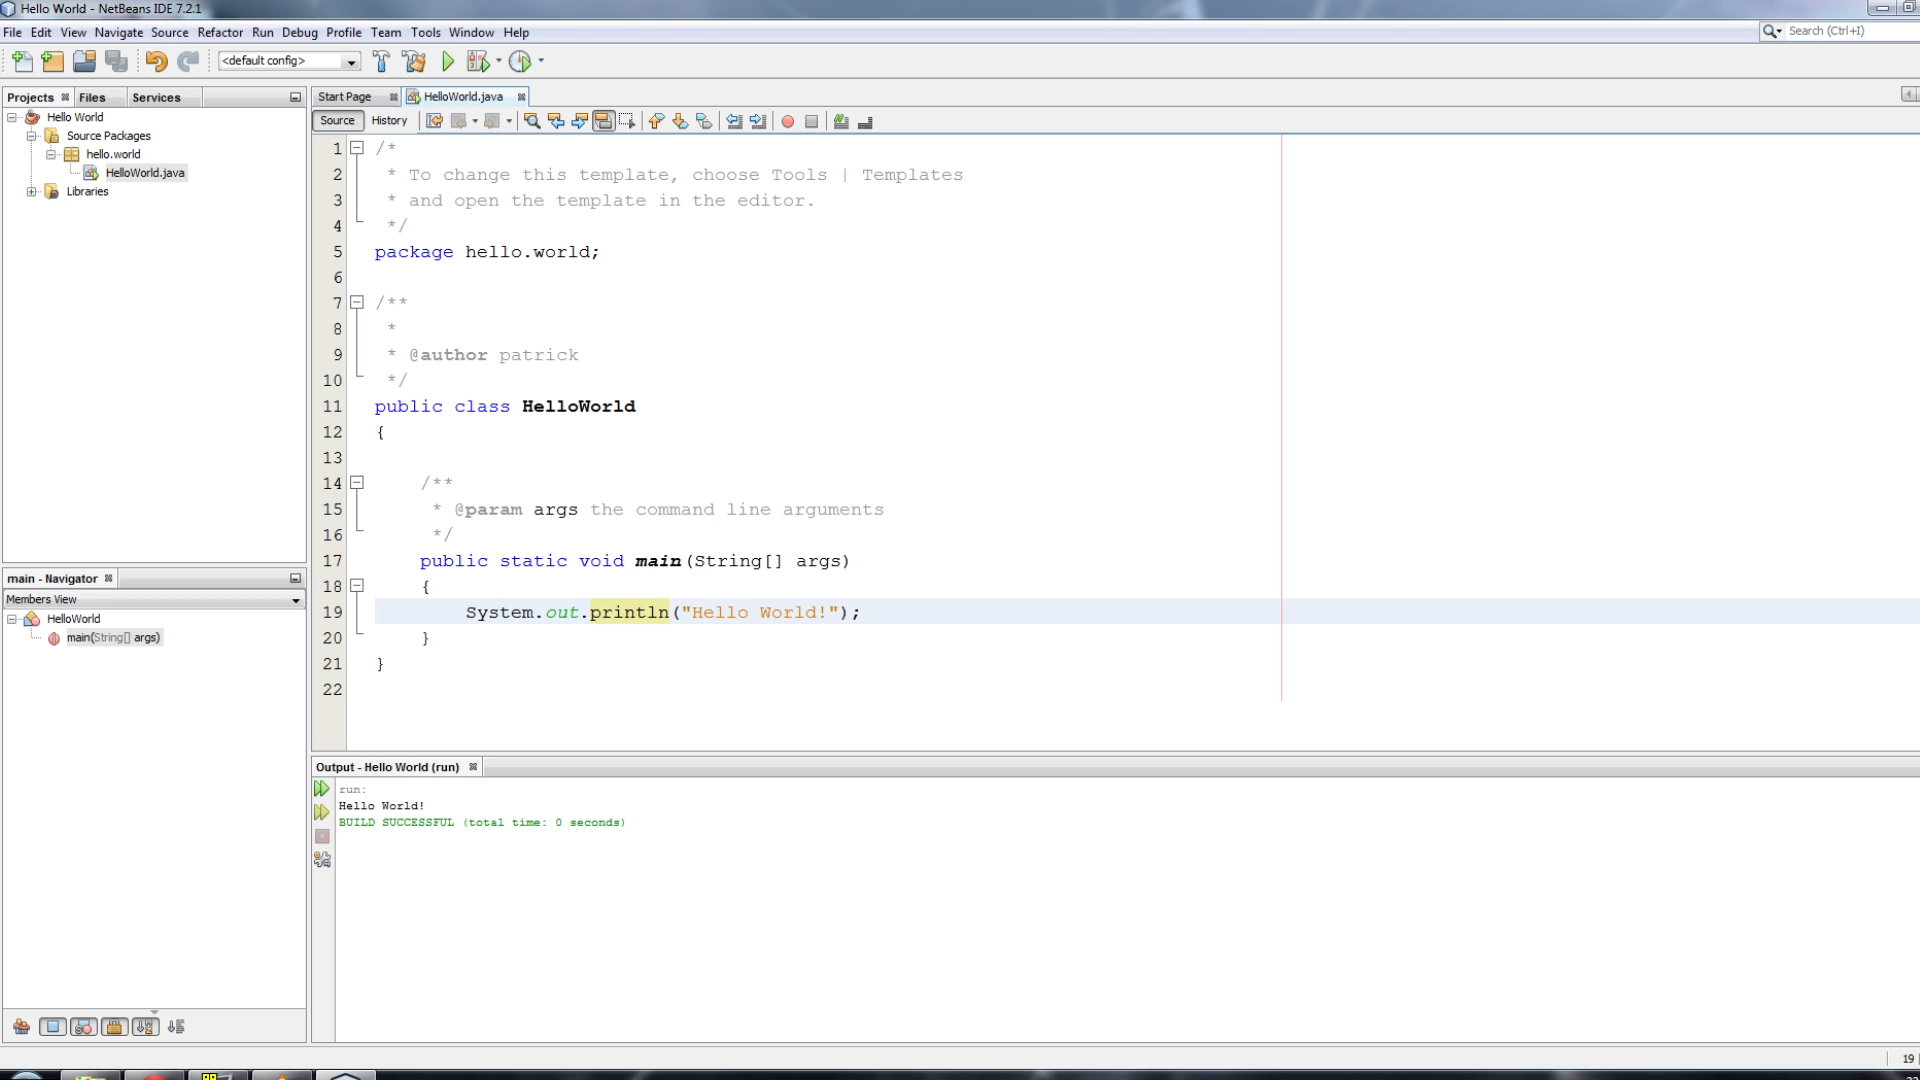 Hello World - NetBeans IDE 7.2.1
File Edit View Navigate Source Refactor Run Debug Profile Team Tools Window Help
Search (Ctrl+I)
<default config>
Projects Files Services
Hello World
Source Packages
hello.world
HelloWorld.java
Libraries
Start Page HelloWorld.java
Source History
1 /*
2 * To change this template, choose Tools | Templates
3 * and open the template in the editor.
4 */
5 package hello.world;
6
7 /**
8 *
9 * @author patrick
10 */
11 public class HelloWorld
12 {
13
14 /**
15 * @param args the command line arguments
16 */
17 public static void main(String[] args)
18 {
19 System.out.println("Hello World!");
20 }
21 }
22
main - Navigator
Members View
HelloWorld
main(String[] args)
Output - Hello World (run)
run:
Hello World!
BUILD SUCCESSFUL (total time: 0 seconds)
19